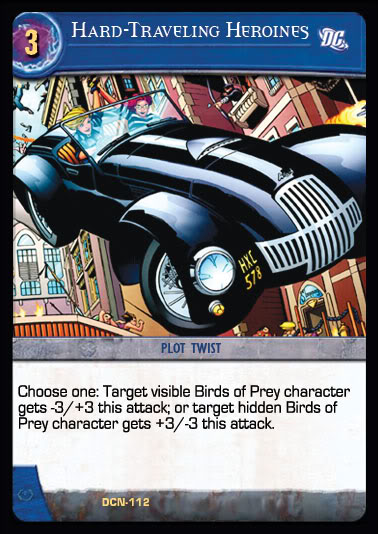 3
Hard-Traveling Heroines
DC
HXC
578
PLOT TWIST
Choose one: Target visible Birds of Prey character
gets -3/+3 this attack; or target hidden Birds of
Prey character gets +3/-3 this attack.
DCN-112